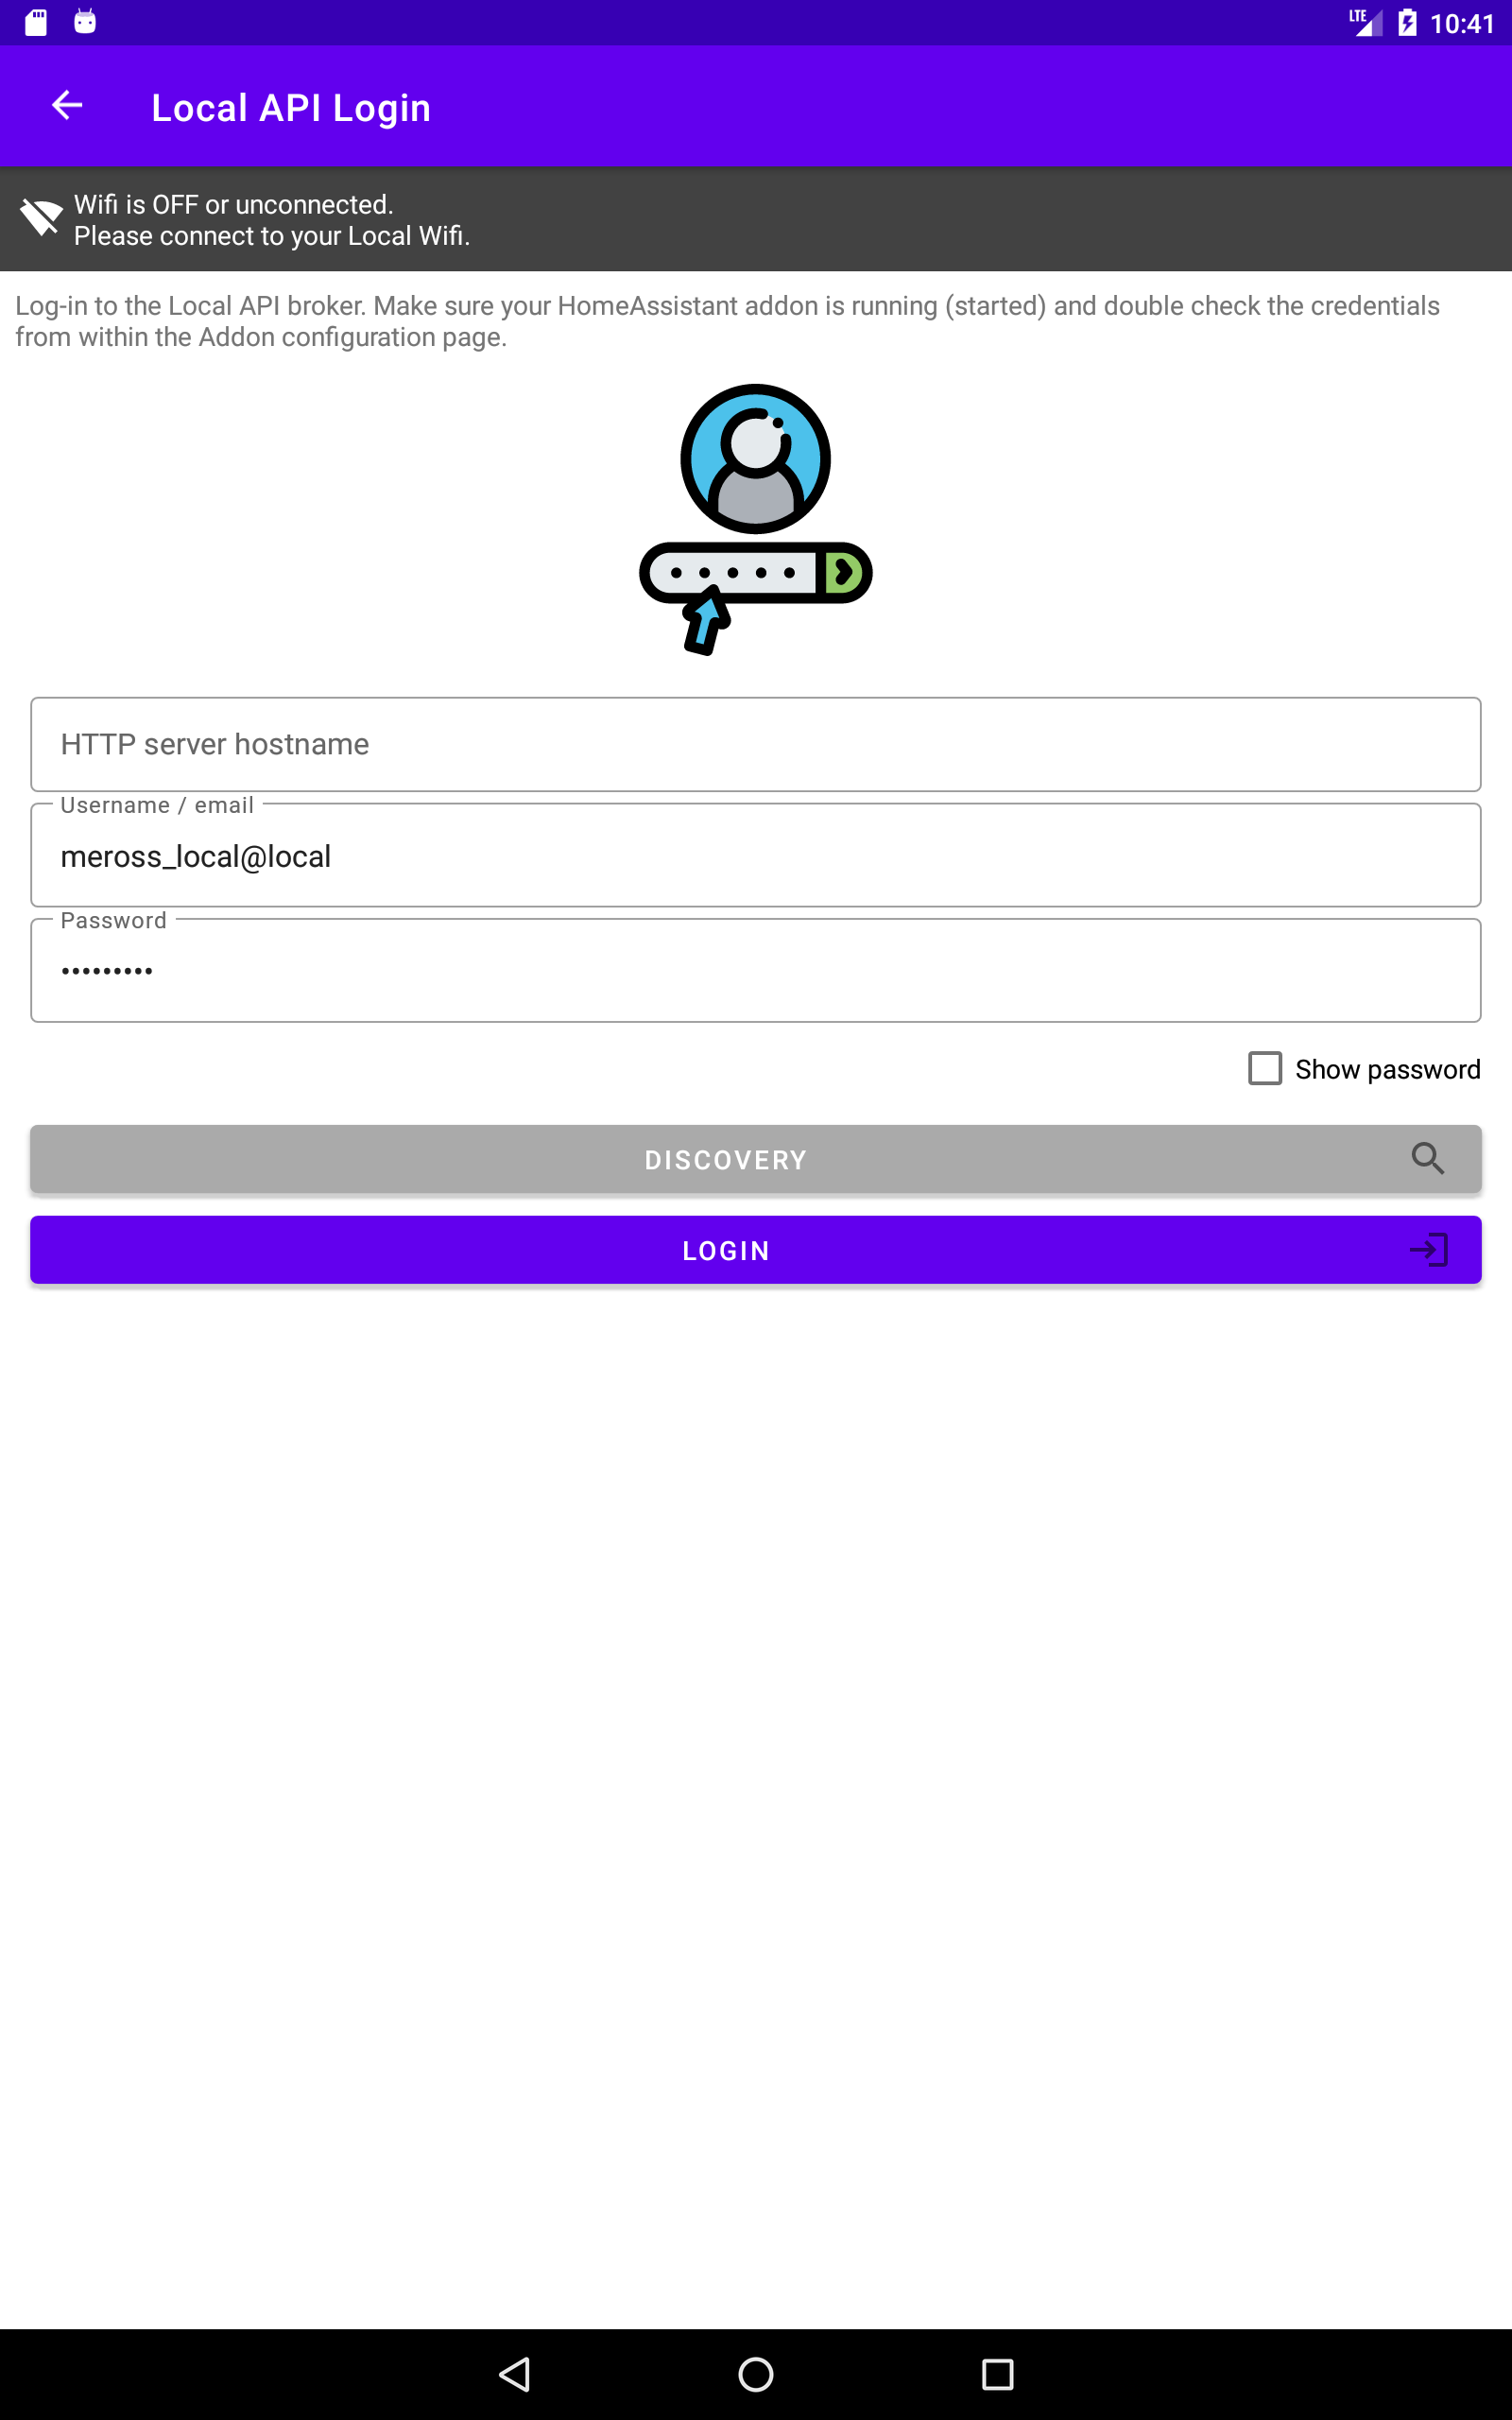 LTE 10:41
Local API Login
Wifi is OFF or unconnected.
Please connect to your Local Wifi.
Log-in to the Local API broker. Make sure your HomeAssistant addon is running (started) and double check the credentials
from within the Addon configuration page.
HTTP server hostname
Username / email
meross_local@local
Password
•••••••••
Show password
DISCOVERY
LOGIN